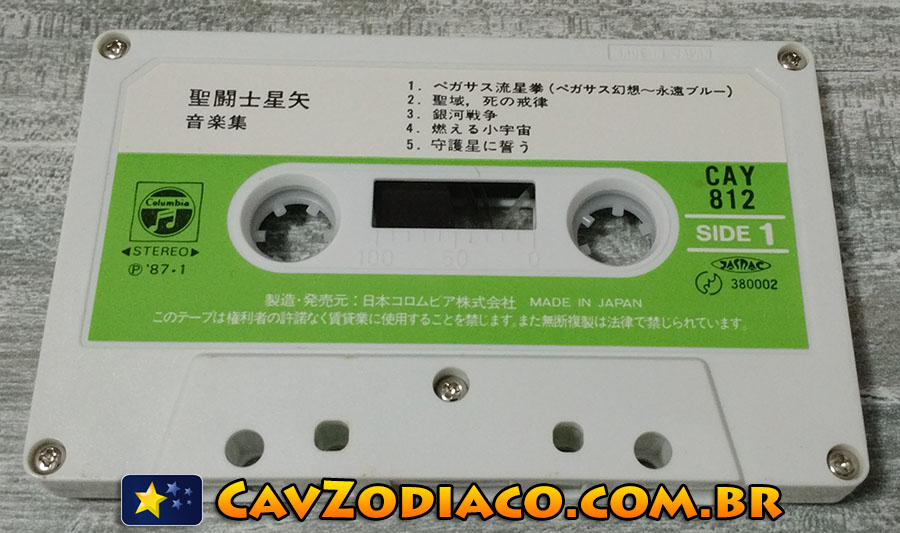 聖闘士星矢
音楽集
1. ペガサス流星拳(ペガサス幻想〜永遠ブルー)
2. 聖域, 死の戒律
3. 銀河戦争
4. 燃える小宇宙
5. 守護星に誓う
Columbia
◀STEREO▶
Ⓟ'87・1
CAY
812
SIDE 1
JASRAC
380002
100 50 0
製造・発売元:日本コロムビア株式会社 MADE IN JAPAN
このテープは権利者の許諾なく賃貸業に使用することを禁じます。また無断複製は法律で禁じられています。
CavZodiaco.com.br